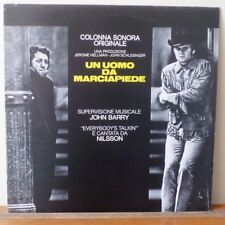 COLONNA SONORA
ORIGINALE
UNA PRODUZIONE
JEROME HELLMAN - JOHN SCHLESINGER
UN UOMO
DA
MARCIAPIEDE
SUPERVISIONE MUSICALE
JOHN BARRY
"EVERYBODY'S TALKIN'"
È CANTATA DA
NILSSON